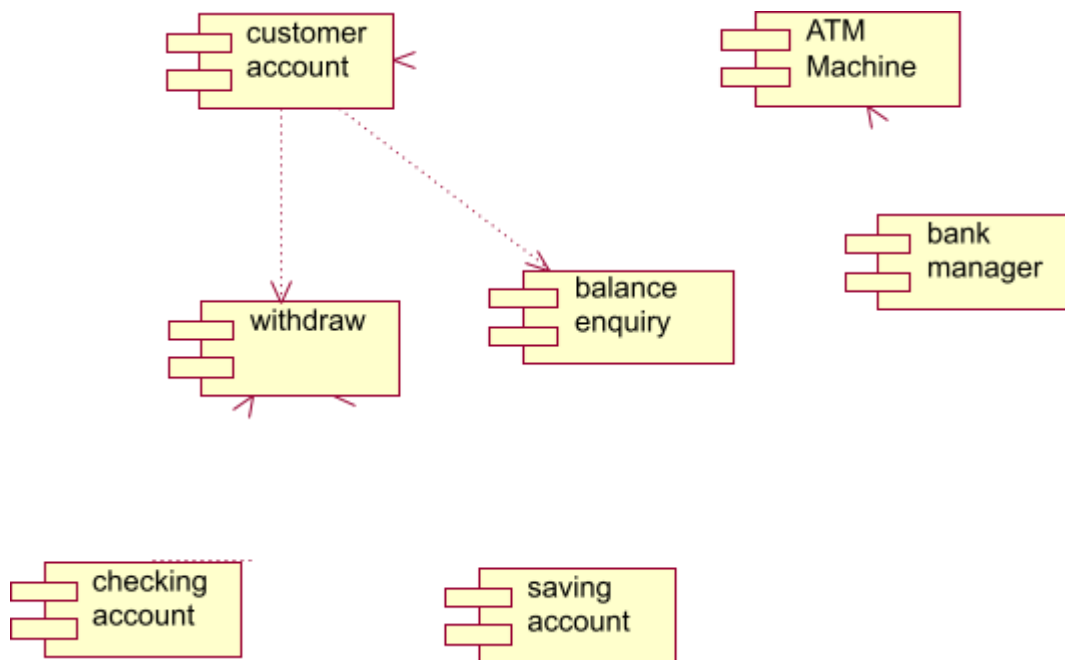 customer
account
ATM
Machine
bank
manager
balance
enquiry
withdraw
checking
account
saving
account